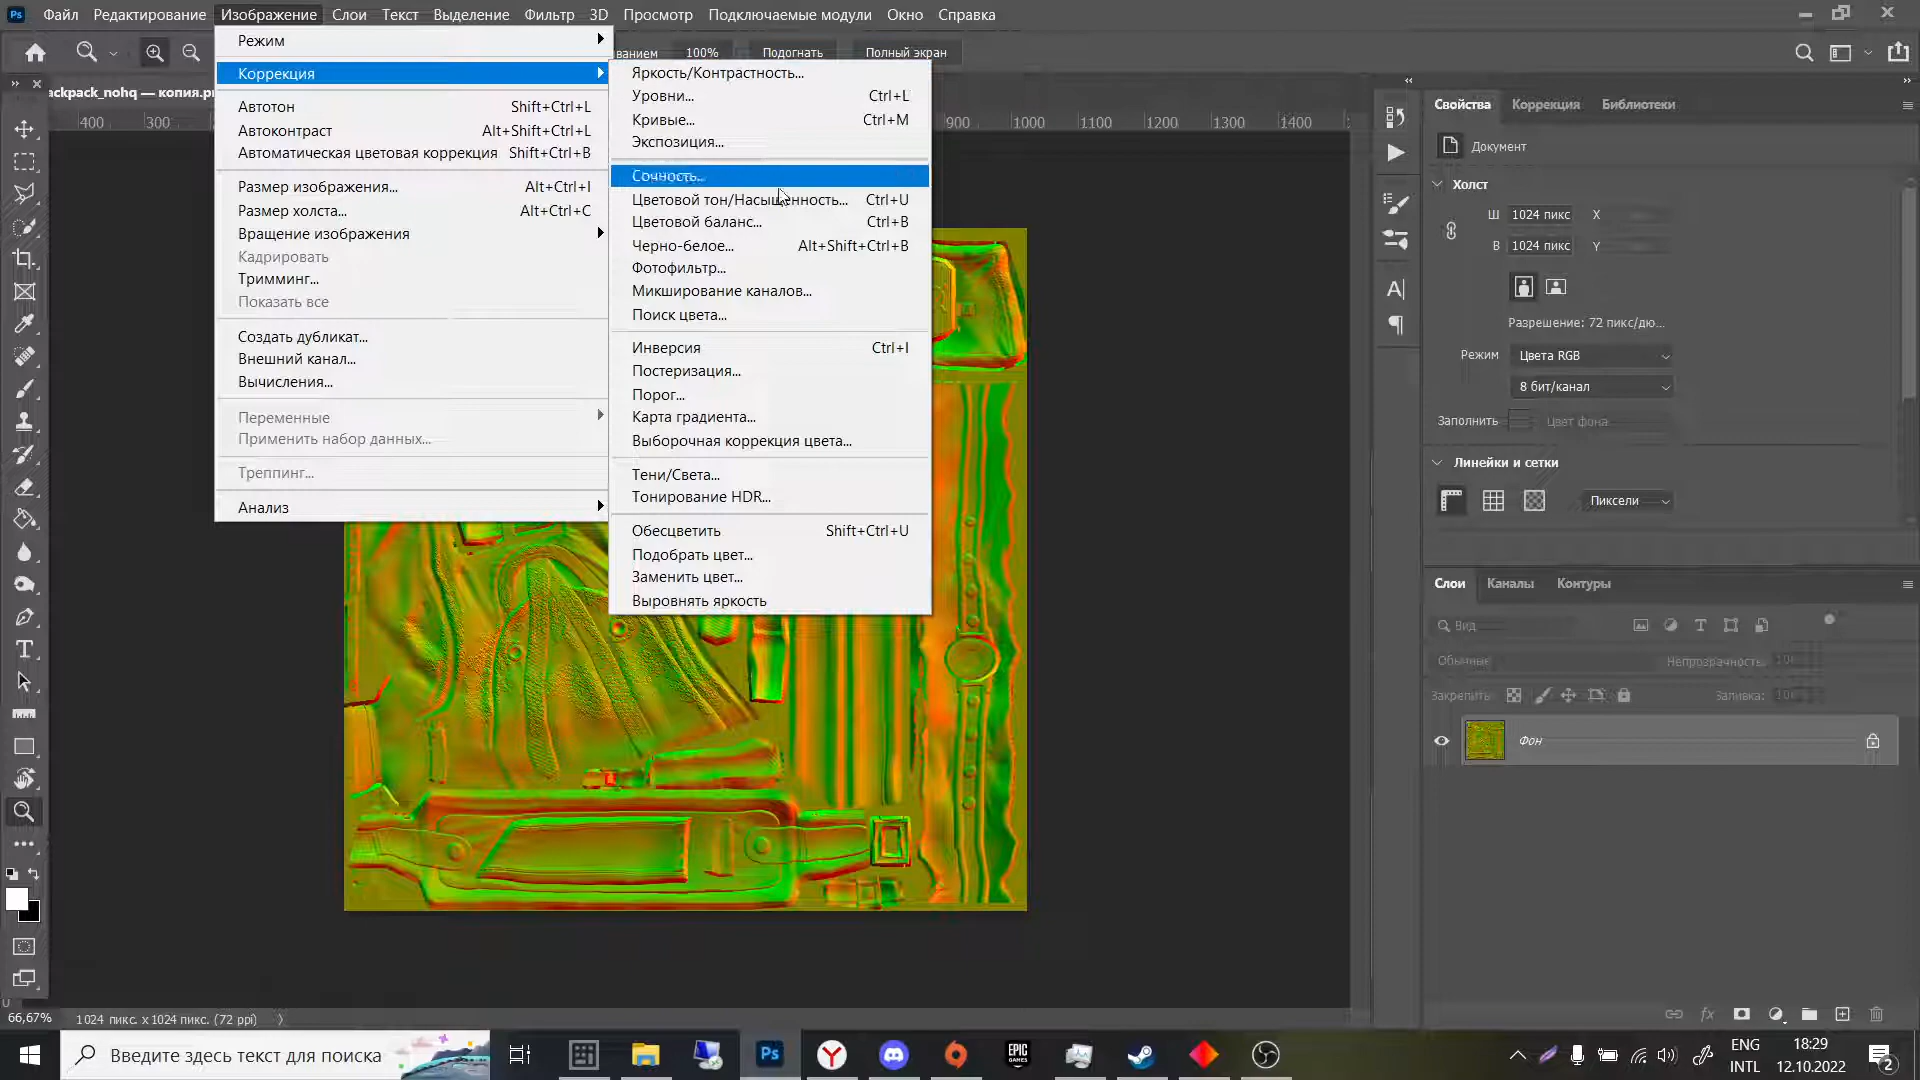 Файл Редактирование Изображение Слои Текст Выделение Фильтр 3D Просмотр Подключаемые модули Окно Справка
ванием 100% Подогнать Полный экран
ackpack_nohq — копия.
400 300 900 1000 1100 1200 1300 1400
Режим
Коррекция
Автотон Shift+Ctrl+L
Автоконтраст Alt+Shift+Ctrl+L
Автоматическая цветовая коррекция Shift+Ctrl+B
Размер изображения... Alt+Ctrl+I
Размер холста... Alt+Ctrl+C
Вращение изображения
Кадрировать
Тримминг...
Показать все
Создать дубликат...
Внешний канал...
Вычисления...
Переменные
Применить набор данных...
Треппинг...
Анализ
Яркость/Контрастность...
Уровни... Ctrl+L
Кривые... Ctrl+M
Экспозиция...
Сочность...
Цветовой тон/Насыщенность... Ctrl+U
Цветовой баланс... Ctrl+B
Черно-белое... Alt+Shift+Ctrl+B
Фотофильтр...
Микширование каналов...
Поиск цвета...
Инверсия Ctrl+I
Постеризация...
Порог...
Карта градиента...
Выборочная коррекция цвета...
Тени/Света...
Тонирование HDR...
Обесцветить Shift+Ctrl+U
Подобрать цвет...
Заменить цвет...
Выровнять яркость
Свойства Коррекция Библиотеки
Документ
Холст
Ш 1024 пикс X
В 1024 пикс Y
Разрешение: 72 пикс/дю...
Режим Цвета RGB
8 бит/канал
Заполнить Цвет фона
Линейки и сетки
Пиксели
Слои Каналы Контуры
Вид
Обычные Непрозрачность:
Закрепить: Заливка:
Фон
66,67% 1024 пикс. x 1024 пикс. (72 ppi)
Введите здесь текст для поиска
Ps
EPIC GAMES
ENG
INTL
18:29
12.10.2022
2